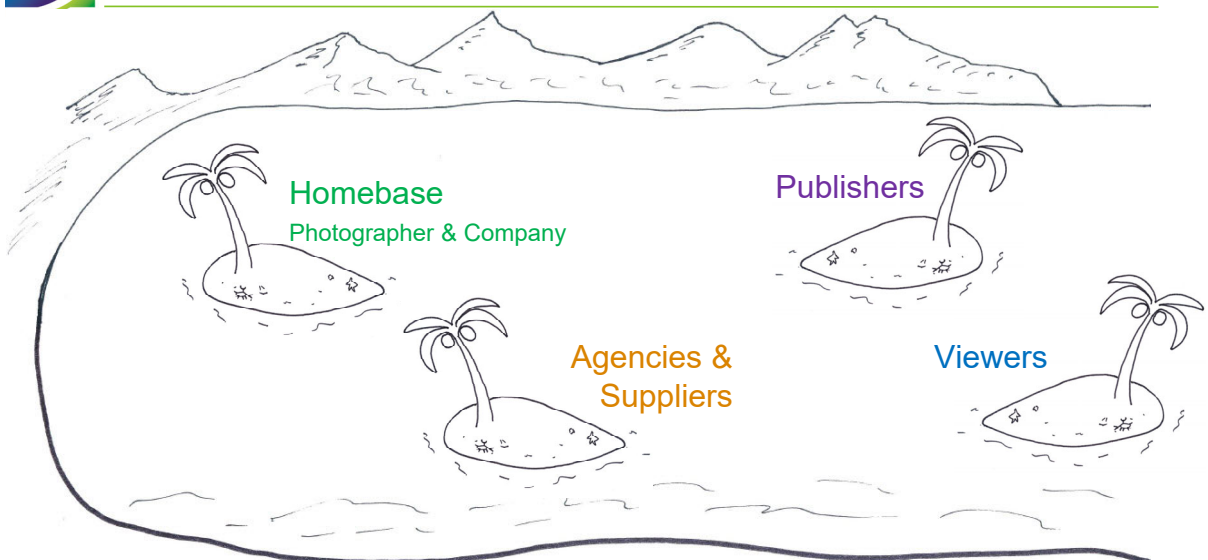 Homebase
Photographer & Company
Publishers
Agencies &
Suppliers
Viewers